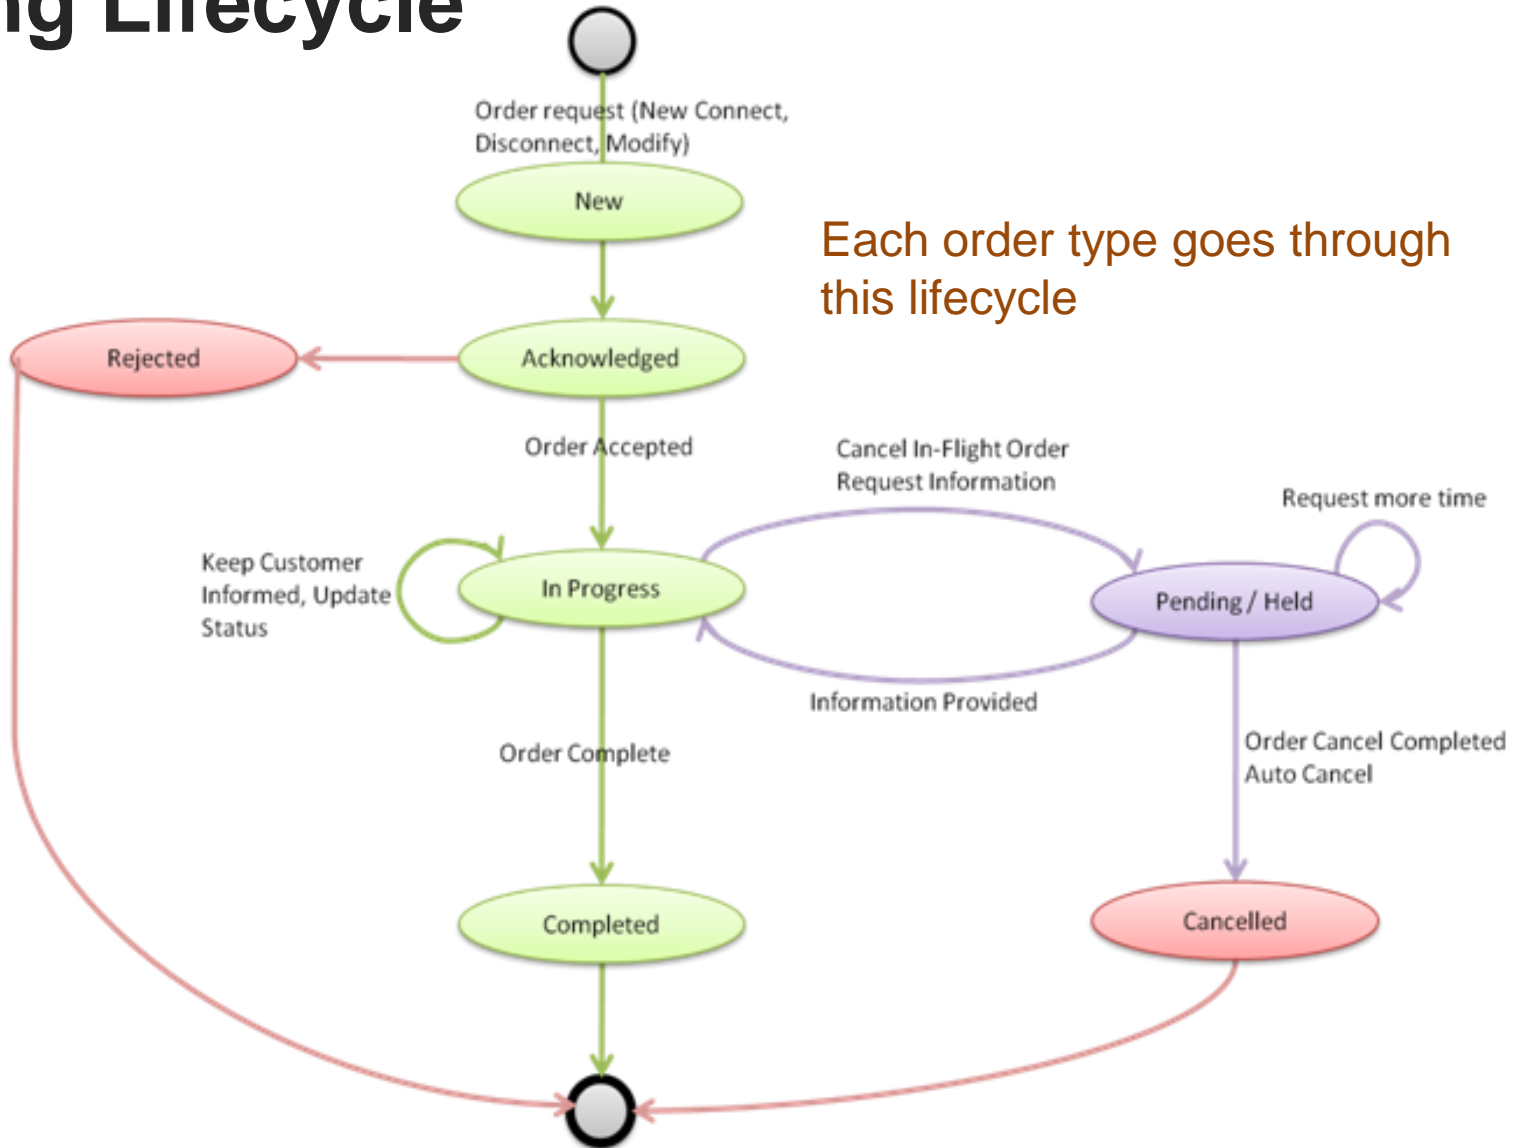 ng Lifecycle
Order request (New Connect,
Disconnect, Modify)
New
Each order type goes through
this lifecycle
Rejected
Acknowledged
Order Accepted
Cancel In-Flight Order
Request Information
Request more time
Keep Customer
Informed, Update
Status
In Progress
Pending / Held
Information Provided
Order Complete
Order Cancel Completed
Auto Cancel
Completed
Cancelled